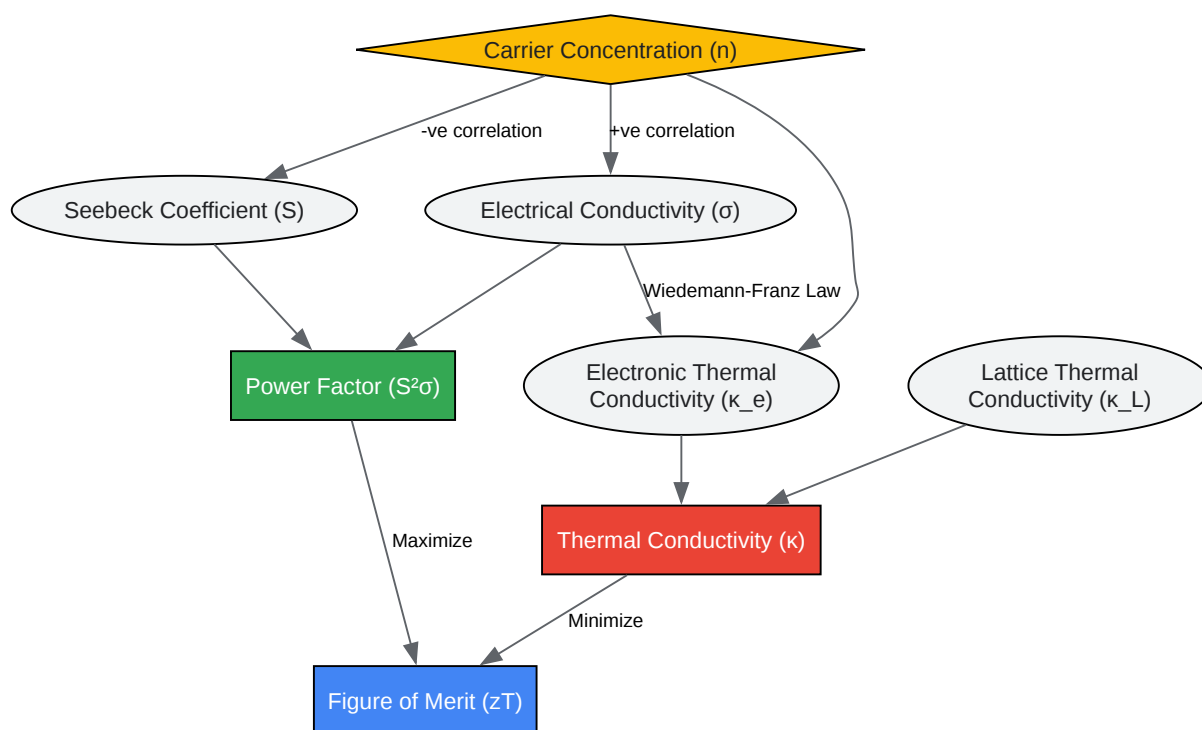 Carrier Concentration (n)
-ve correlation
+ve correlation
Seebeck Coefficient (S)
Electrical Conductivity (σ)
Wiedemann-Franz Law
Power Factor (S²σ)
Electronic Thermal
Conductivity (κ_e)
Lattice Thermal
Conductivity (κ_L)
Maximize
Thermal Conductivity (κ)
Minimize
Figure of Merit (zT)